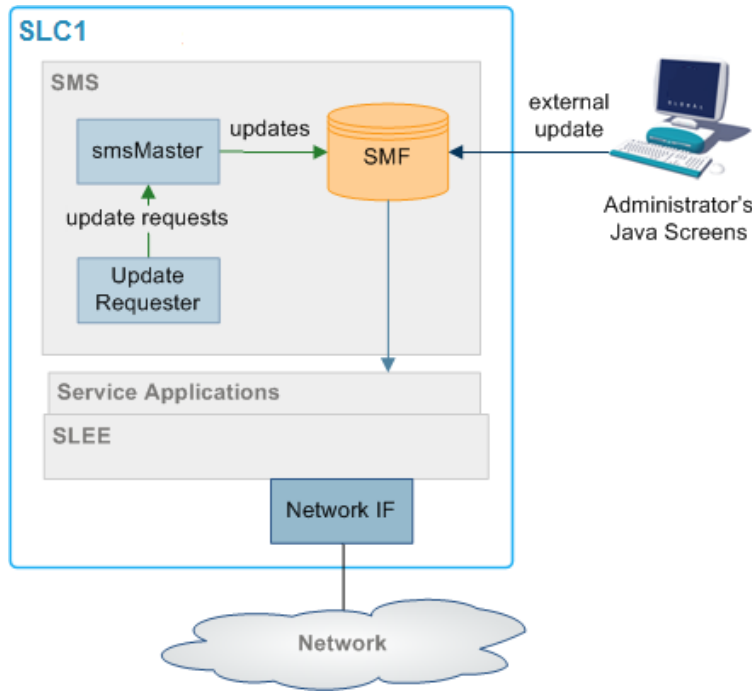 SLC1
SMS
smsMaster
updates
SMF
external
update
GLOBAL
Administrator's
Java Screens
update requests
Update
Requester
Service Applications
SLEE
Network IF
Network